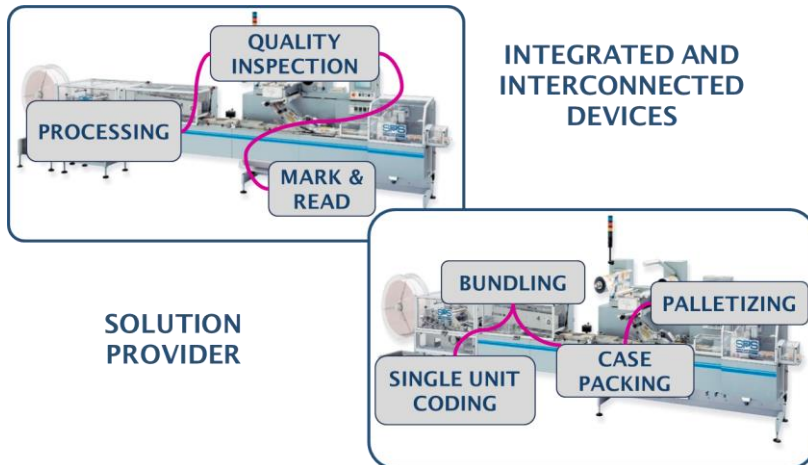 QUALITY
INSPECTION
PROCESSING
MARK &
READ
INTEGRATED AND
INTERCONNECTED
DEVICES
SOLUTION
PROVIDER
BUNDLING
PALLETIZING
SINGLE UNIT
CODING
CASE
PACKING